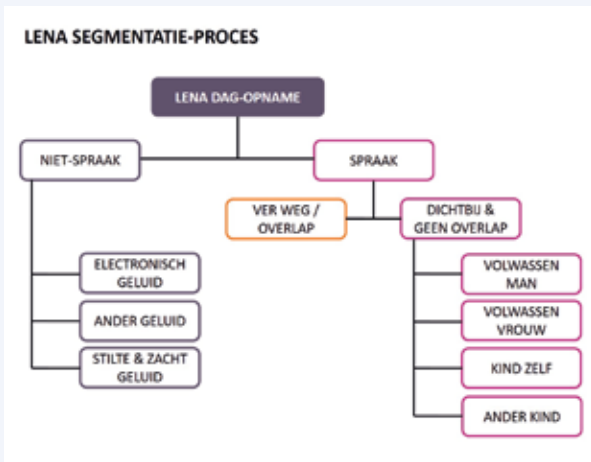 LENA SEGMENTATIE-PROCES
LENA DAG-OPNAME
NIET-SPRAAK
SPRAAK
VER WEG /
OVERLAP
DICHTBIJ &
GEEN OVERLAP
ELECTRONISCH
GELUID
ANDER GELUID
STILTE & ZACHT
GELUID
VOLWASSEN
MAN
VOLWASSEN
VROUW
KIND ZELF
ANDER KIND